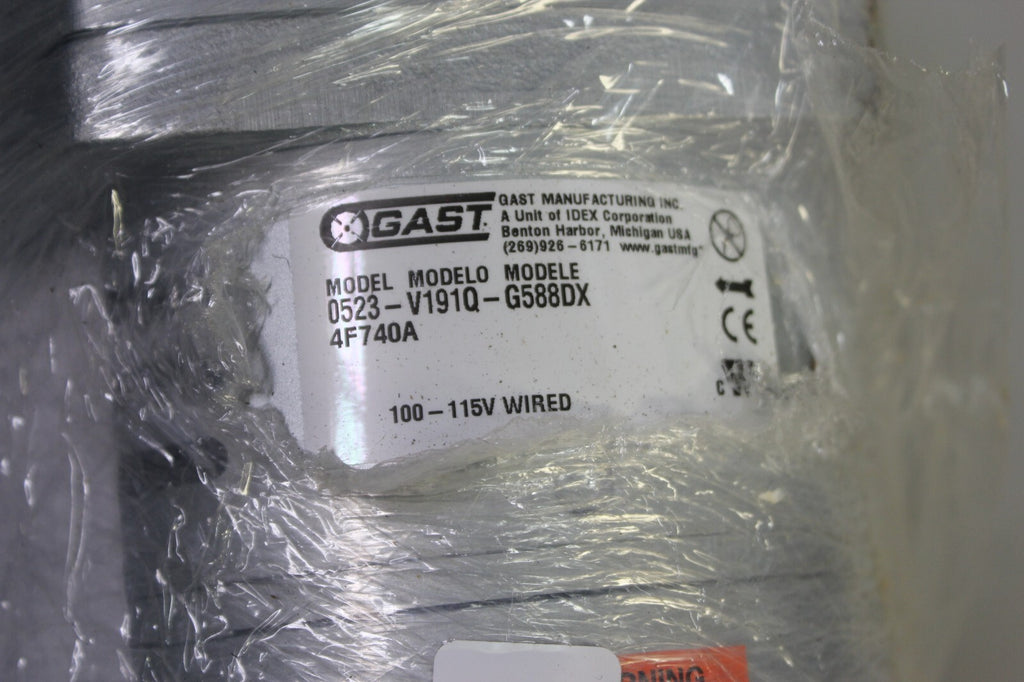 GAST
GAST MANUFACTURING INC.
A Unit of IDEX Corporation
Benton Harbor, Michigan USA
(269)926-6171 www.gastmfg
MODEL MODELO MODELE
0523-V191Q-G588DX
4F740A
CE
C
100-115V WIRED